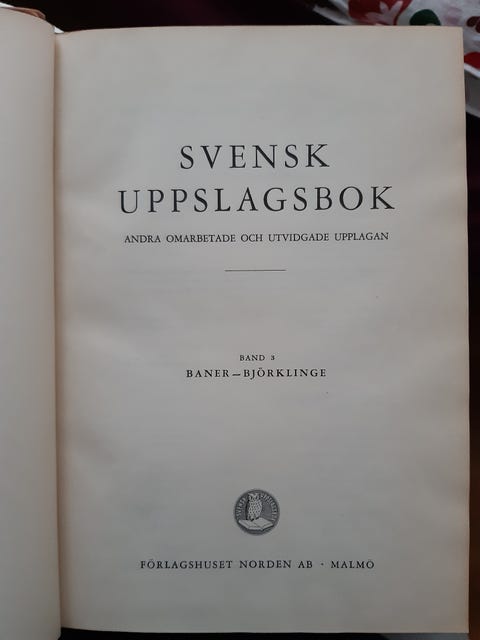 SVENSK
UPPSLAGSBOK
ANDRA OMARBETADE OCH UTVIDGADE UPPLAGAN
BAND 3
BANER—BJÖRKLINGE
FÖRLAGSHUSET NORDEN AB · MALMÖ